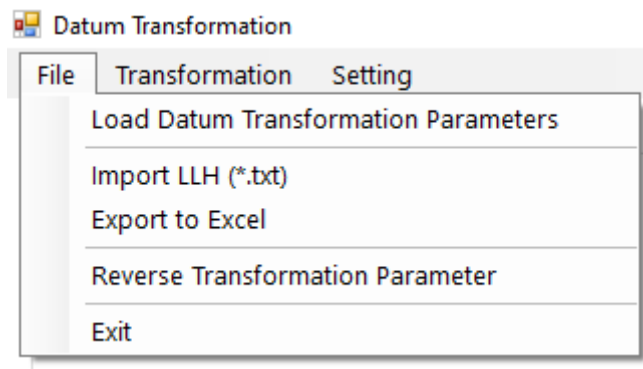 Datum Transformation
File Transformation Setting
Load Datum Transformation Parameters
Import LLH (*.txt)
Export to Excel
Reverse Transformation Parameter
Exit